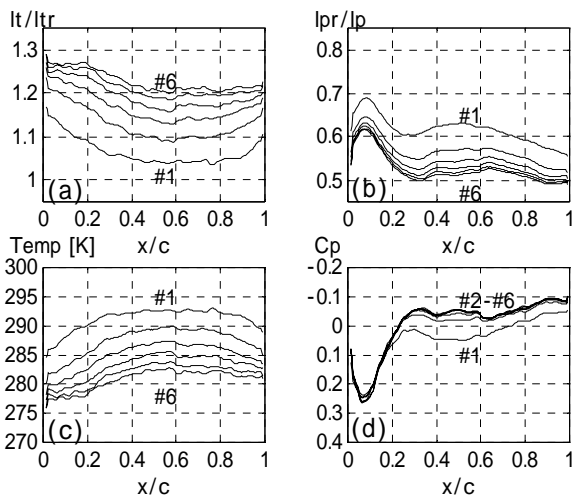 It/Itr
1.3
1.2
1.1
1
#6
#1
(a)
0 0.2 0.4 0.6 0.8 1
x/c
Ipr/Ip
0.8
0.7
0.6
0.5
#1
#6
(b)
0 0.2 0.4 0.6 0.8 1
x/c
Temp [K]
300
295
290
285
280
275
270
#1
#6
(c)
0 0.2 0.4 0.6 0.8 1
x/c
Cp
-0.2
-0.1
0
0.1
0.2
0.3
0.4
#2-#6
#1
(d)
0 0.2 0.4 0.6 0.8 1
x/c